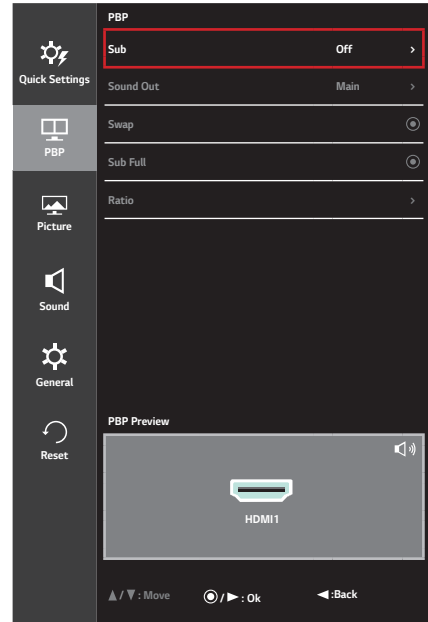 PBP
Sub Off >
Quick Settings
Sound Out Main >
Swap
PBP
Sub Full
Ratio >
Picture
Sound
General
PBP Preview
Reset
HDMI1
▲/▼: Move ◉/►: Ok ◄:Back